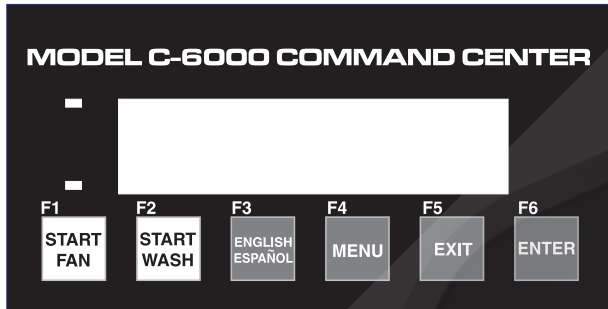 MODEL C-6000 COMMAND CENTER
F1 F2 F3 F4 F5 F6
START
FAN
START
WASH
ENGLISH
ESPAÑOL
MENU
EXIT
ENTER